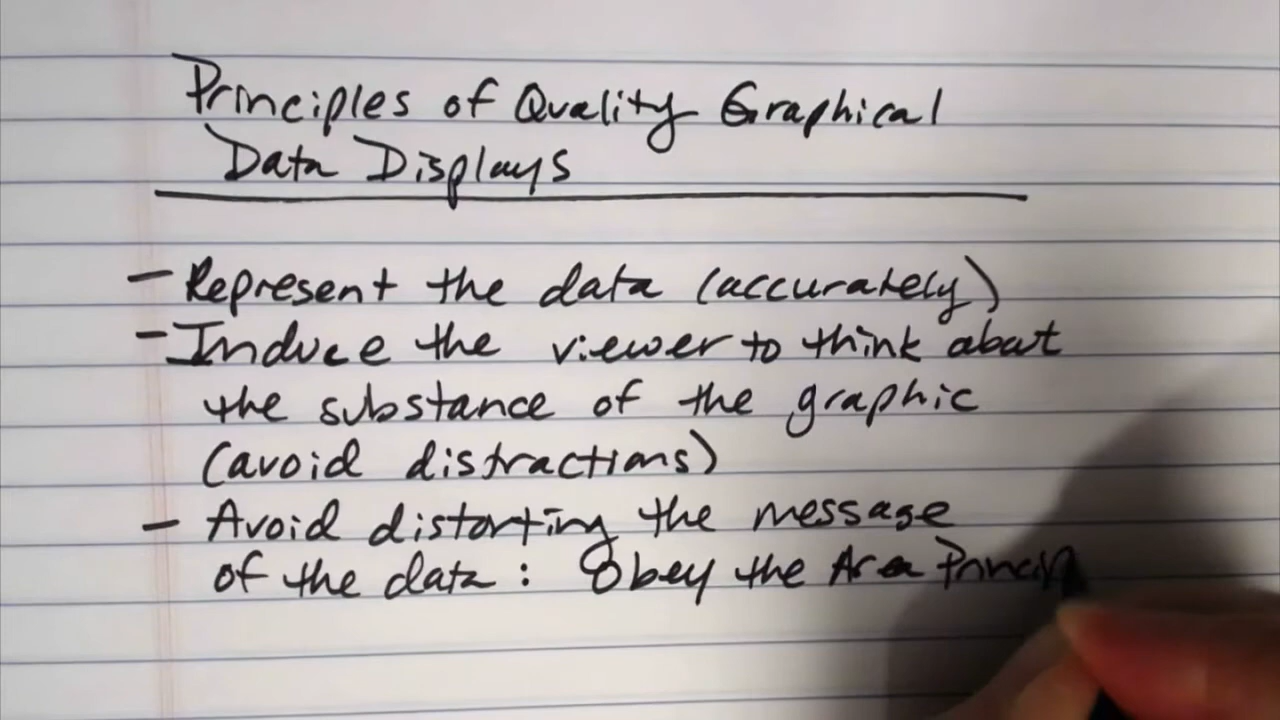 Principles of Quality Graphical
Data Displays
- Represent the data (accurately)
- Induce the viewer to think about
the substance of the graphic
(avoid distractions)
- Avoid distorting the message
of the data: Obey the Area Princip